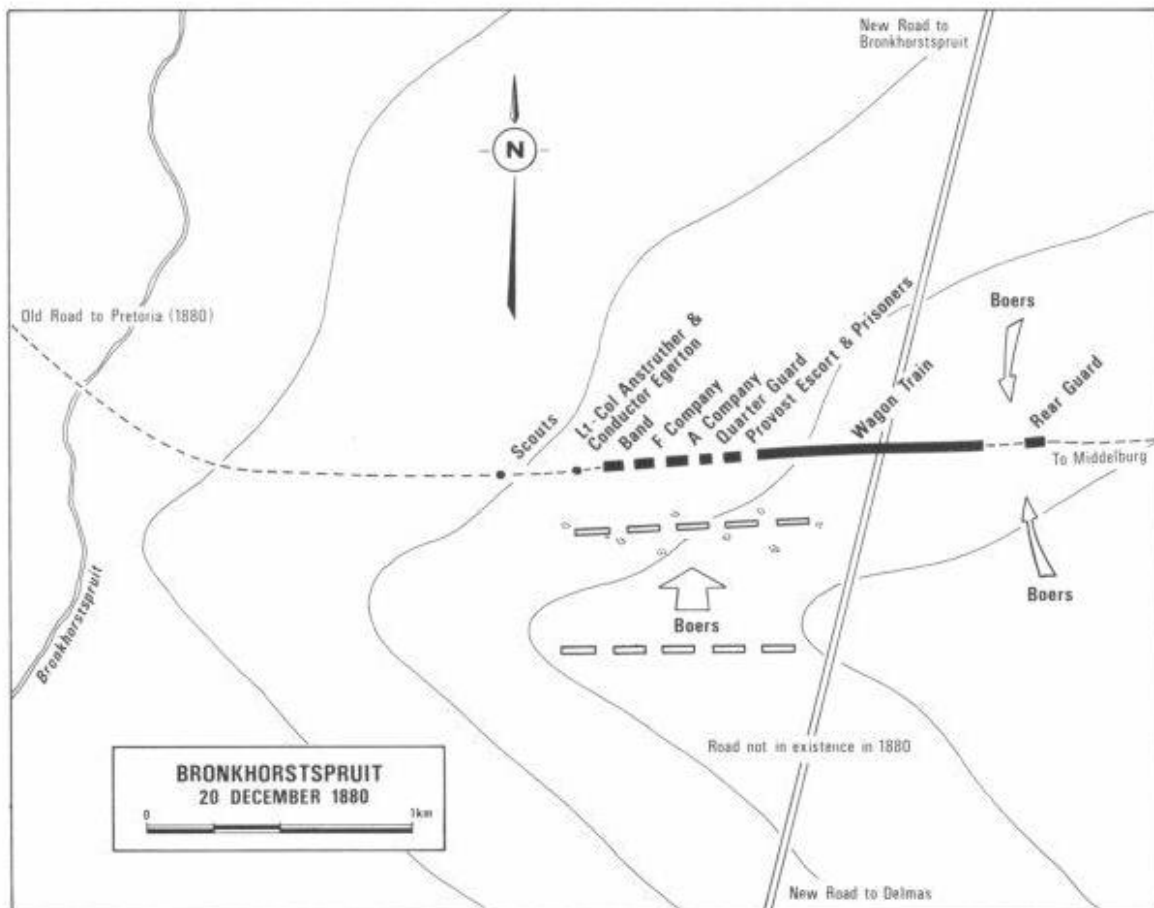 New Road to
Bronkhorstspruit
N
Old Road to Pretoria (1880)
Boers
Scouts
Lt-Col Anstruther &
Conductor Egerton
Band
F Company
A Company
Quarter Guard
Provost Escort & Prisoners
Wagon Train
Rear Guard
To Middelburg
Boers
Boers
Bronkhorstspruit
Road not in existence in 1880
BRONKHORSTSPRUIT
20 DECEMBER 1880
0 1km
New Road to Delmas